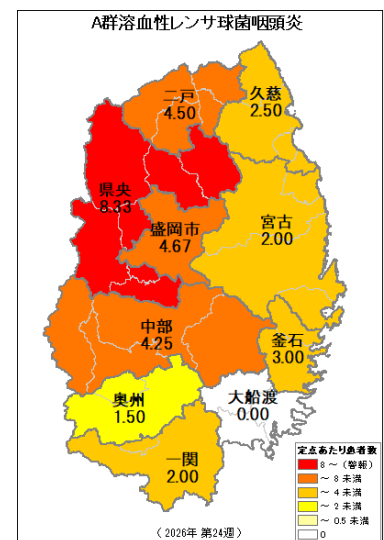 A群溶血性レンサ球菌咽頭炎
二戸
4.50
久慈
2.50
県央
8.33
盛岡市
4.67
宮古
2.00
中部
4.25
釜石
3.00
奥州
1.50
大船渡
0.00
一関
2.00
定点あたり患者数
8 ～ (警報)
～ 8 未満
～ 4 未満
～ 2 未満
～ 0.5 未満
0
( 2026年 第24週 )